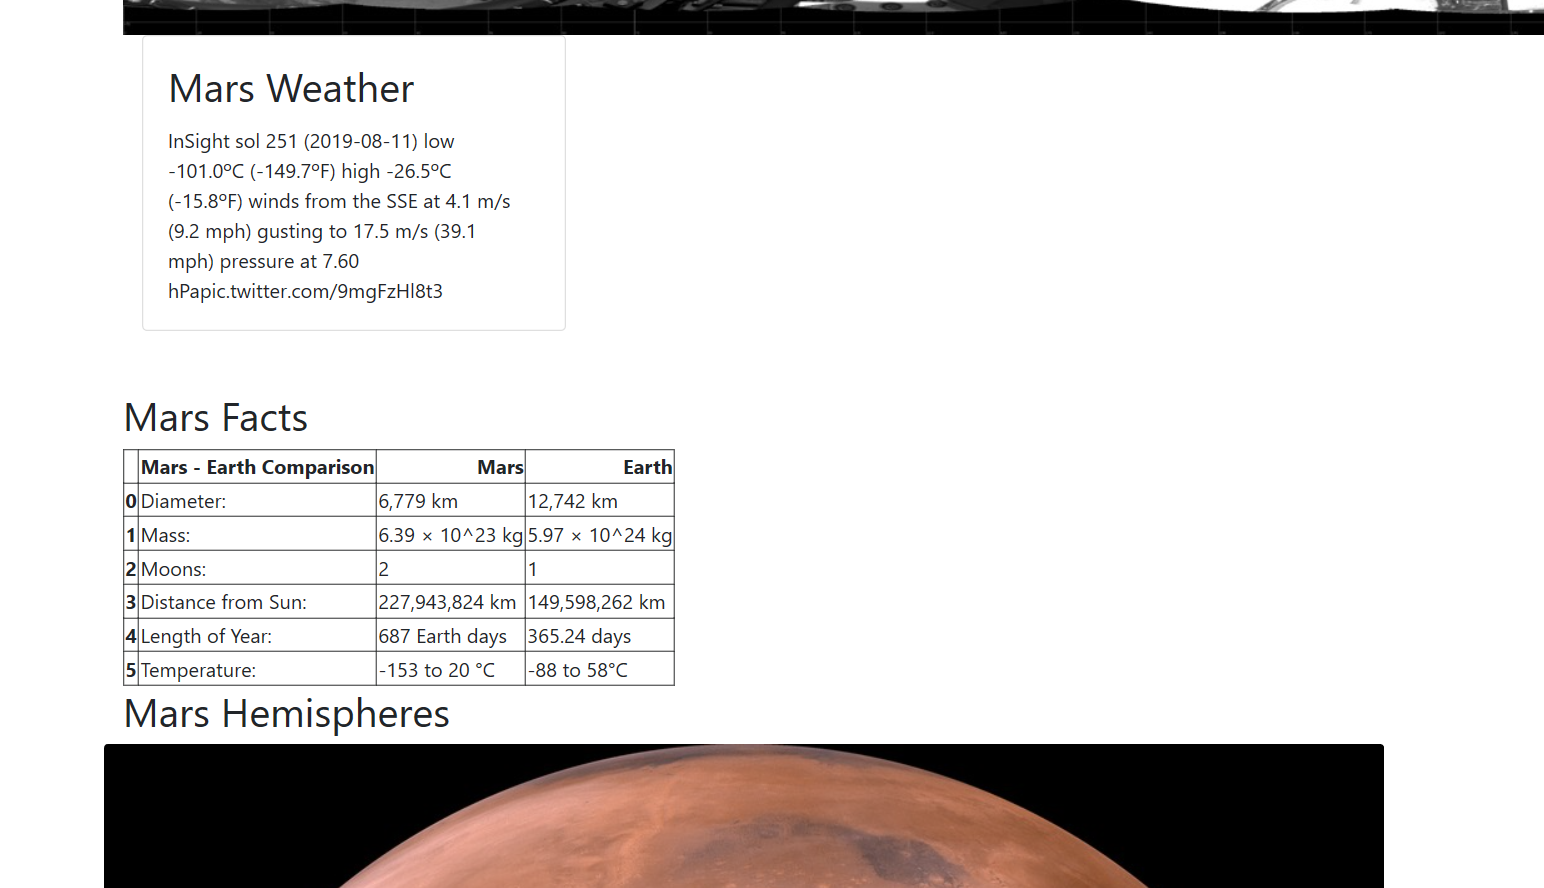 Mars Weather
InSight sol 251 (2019-08-11) low
-101.0ºC (-149.7ºF) high -26.5ºC
(-15.8ºF) winds from the SSE at 4.1 m/s
(9.2 mph) gusting to 17.5 m/s (39.1
mph) pressure at 7.60
hPapic.twitter.com/9mgFzHl8t3
Mars Facts
Mars - Earth Comparison Mars Earth
0 Diameter: 6,779 km 12,742 km
1 Mass: 6.39 × 10^23 kg 5.97 × 10^24 kg
2 Moons: 2 1
3 Distance from Sun: 227,943,824 km 149,598,262 km
4 Length of Year: 687 Earth days 365.24 days
5 Temperature: -153 to 20 °C -88 to 58°C
Mars Hemispheres